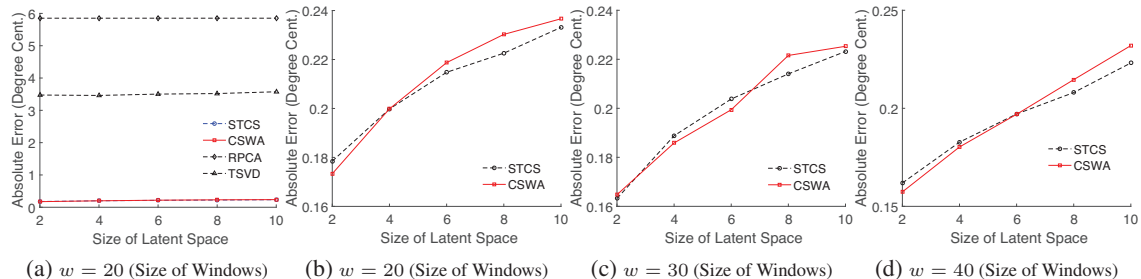 Absolute Error (Degree Cent.)
6
5
4
3
2
1
0
STCS
CSWA
RPCA
TSVD
2 4 6 8 10
Size of Latent Space
(a) w = 20 (Size of Windows)
Absolute Error (Degree Cent.)
0.24
0.22
0.2
0.18
0.16
STCS
CSWA
2 4 6 8 10
Size of Latent Space
(b) w = 20 (Size of Windows)
Absolute Error (Degree Cent.)
0.24
0.22
0.2
0.18
0.16
STCS
CSWA
2 4 6 8 10
Size of Latent Space
(c) w = 30 (Size of Windows)
Absolute Error (Degree Cent.)
0.25
0.2
0.15
STCS
CSWA
2 4 6 8 10
Size of Latent Space
(d) w = 40 (Size of Windows)